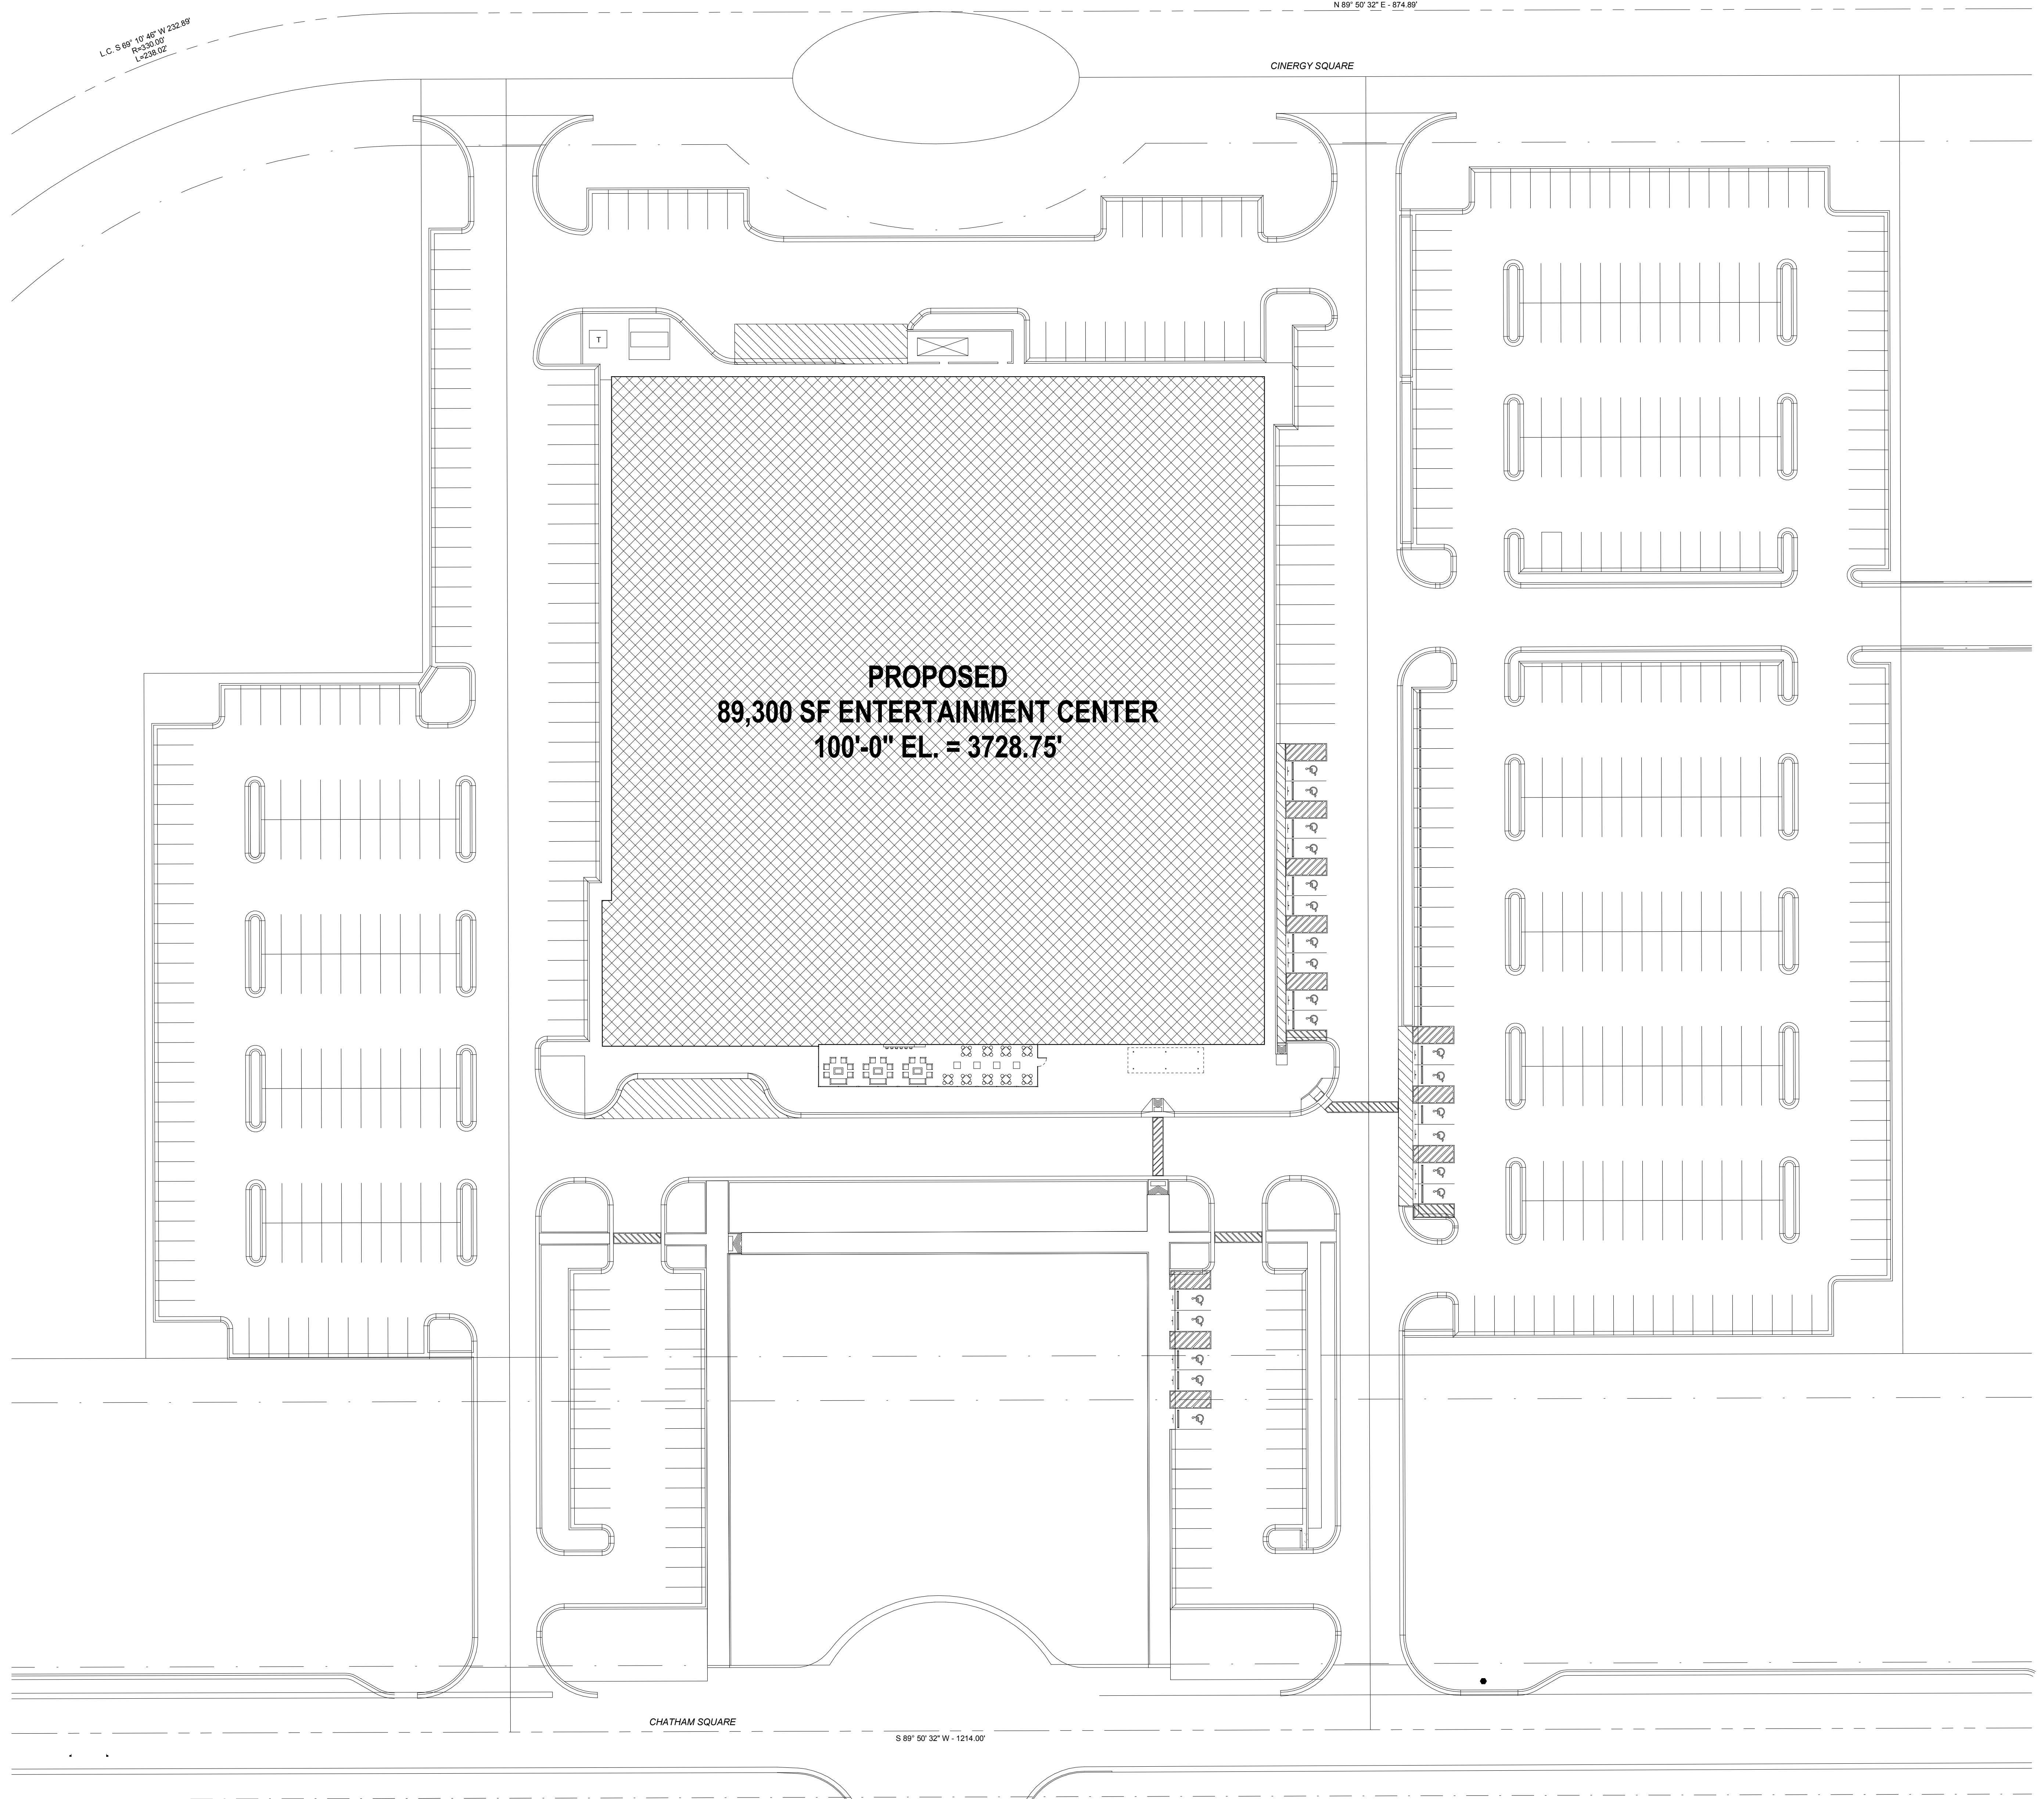 N 89° 50' 32" E - 874.89'
L.C. S 69° 10' 46" W 232.89'
R=330.00'
L=238.02'
CINERGY SQUARE
T
PROPOSED
89,300 SF ENTERTAINMENT CENTER
100'-0" EL. = 3728.75'
CHATHAM SQUARE
S 89° 50' 32" W - 1214.00'